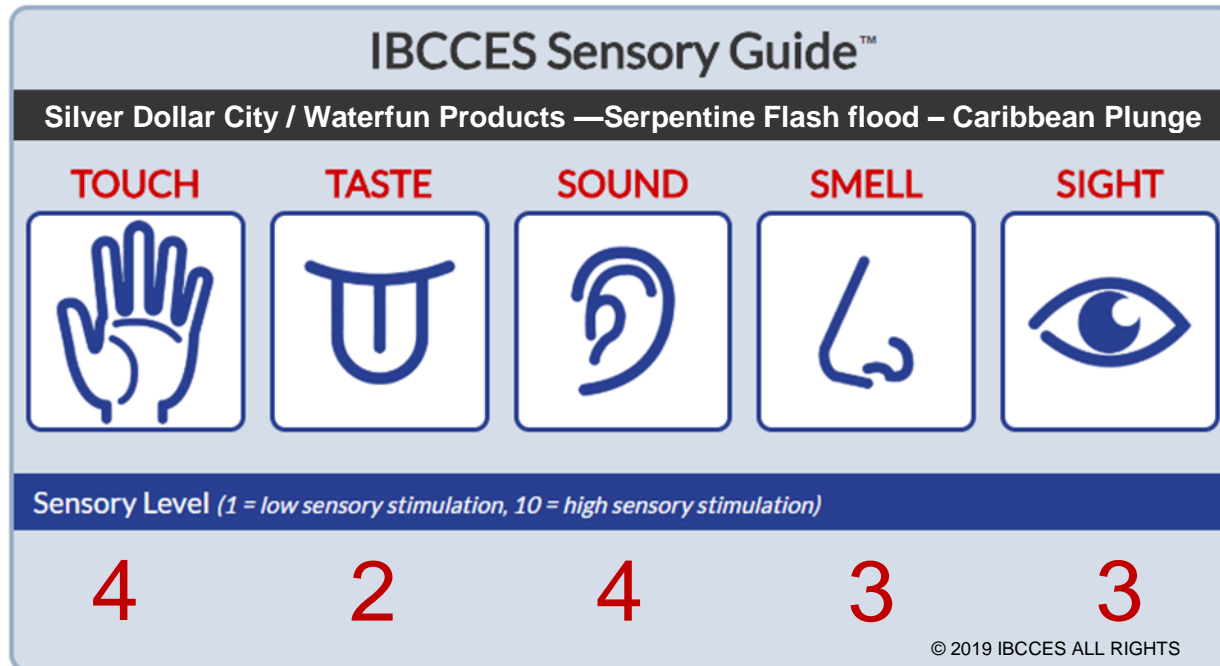 IBCCES Sensory Guide™
Silver Dollar City / Waterfun Products —Serpentine Flash flood – Caribbean Plunge
TOUCH TASTE SOUND SMELL SIGHT
Sensory Level (1 = low sensory stimulation, 10 = high sensory stimulation)
4 2 4 3 3
© 2019 IBCCES ALL RIGHTS